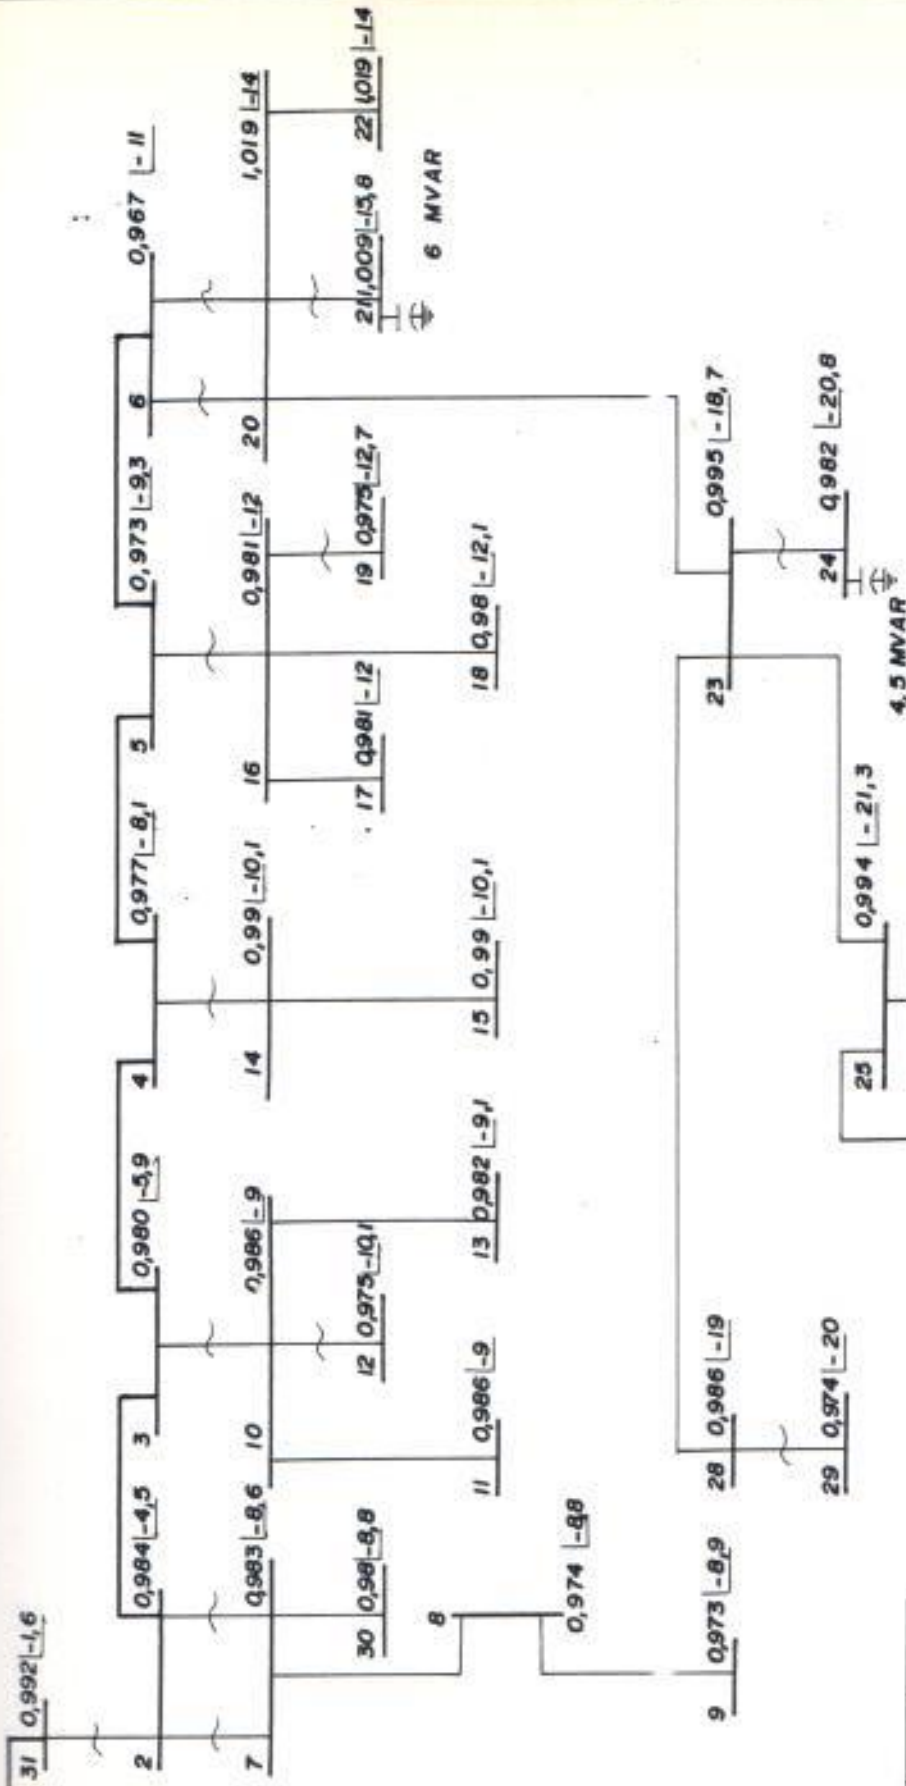 31 0,992 |-1,6
2 0,984 |-4,5
3 0,980 |-5,9
4 0,977 |-8,1
5 0,973 |-9,3
6 0,967 |-11
7 0,983 |-8,6
10 0,986 |-9
14 0,99 |-10,1
16 0,981 |-12
20 1,019 |-14
30 0,98 |-8,8
12 0,975 |-10,1
17 0,981 |-12
19 0,975 |-12,7
21 1,009 |-15,8
22 1,019 |-14
6 MVAR
8
0,974 |-8,8
11 0,986 |-9
13 0,982 |-9,1
15 0,99 |-10,1
18 0,98 |-12,1
9 0,973 |-8,9
28 0,986 |-19
23 0,995 |-18,7
29 0,974 |-20
24 0,982 |-20,8
25 0,994 |-21,3
4,5 MVAR